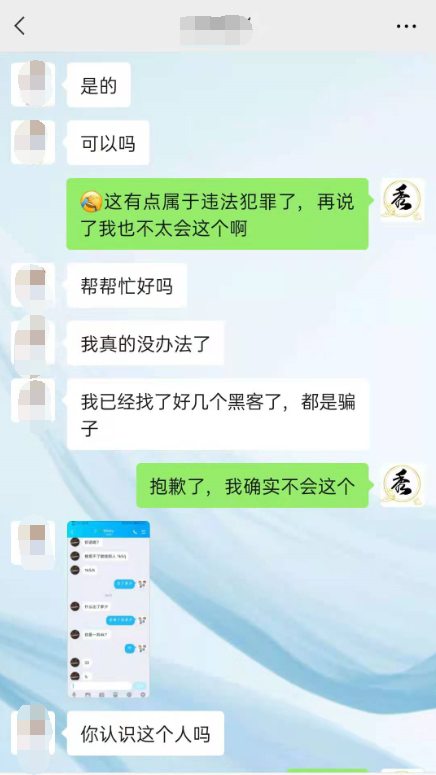 是的
可以吗
😂这有点属于违法犯罪了，再说
了我也不太会这个啊
帮帮忙好吗
我真的没办法了
我已经找了好几个黑客了，都是骗
子
抱歉了，我确实不会这个
你认识这个人吗